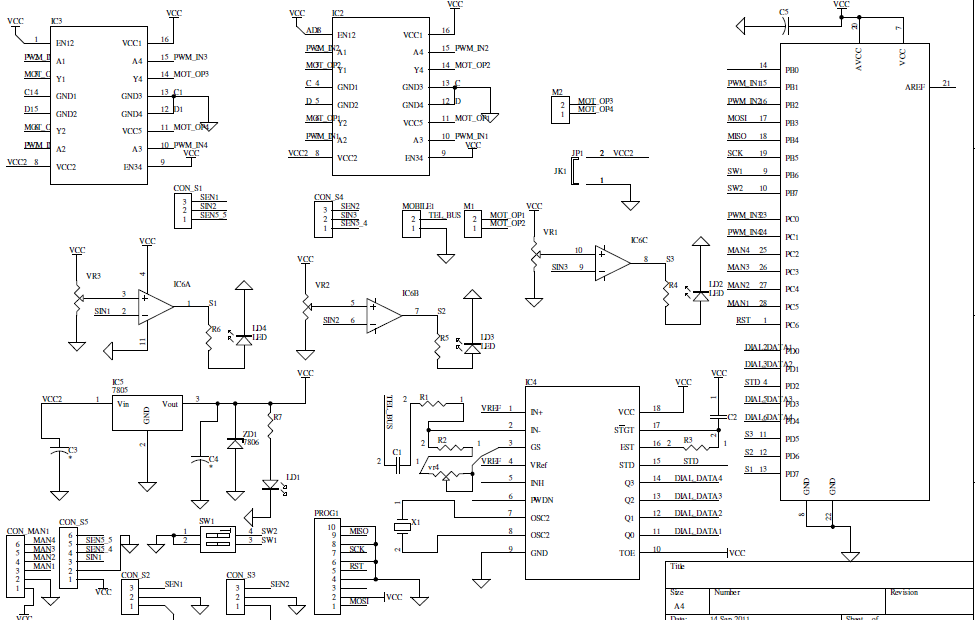 VCC
IC3
VCC
1 EN12 VCC1 16
A1 A4 15 PWM_IN3
Y1 Y4 14 MOT_OP3
C14 GND1 GND3 13 C1
D15 GND2 GND4 12 D1
Y2 VCC5 11
A2 A3 10 PWM_IN4
VCC2 8 VCC2 EN34 9 VCC
VCC
IC2
VCC
EN12 VCC1 16
A1 A4 15 PWM_IN2
Y1 Y4 14 MOT_OP2
C 4 GND1 GND3 13 C
D 5 GND2 GND4 12 D
Y2 VCC5 11 MOT_OP1
PWM_IN1 A2 A3 10 PWM_IN1
VCC2 8 VCC2 EN34 9 VCC
M2
2 MOT_OP3
1 MOT_OP4
JP1
2 VCC2
JK1
1
C5
VCC
20
7
AVCC
VCC
AREF 21
14 PB0
PWM_IN1 15 PB1
PWM_IN2 16 PB2
MOSI 17 PB3
MISO 18 PB4
SCK 19 PB5
SW1 9 PB6
SW2 10 PB7
PWM_IN3 23 PC0
PWM_IN4 24 PC1
MAN4 25 PC2
MAN3 26 PC3
MAN2 27 PC4
MAN1 28 PC5
RST 1 PC6
PD0
PD1
STD 4 PD2
PD3
PD4
S3 11 PD5
S2 12 PD6
S1 13 PD7
GND
GND
8
22
CON_S1
3 SEN1
2 SIN2
1 SEN5_5
CON_S4
3 SEN2
2 SIN3
1 SEN5_4
MOBILE1
2 TEL_BUS
1
M1
2 MOT_OP1
1 MOT_OP2
VCC
VR1
10
SIN3 9
IC6C
8
S3
R4
LD2
LED
VCC
VR3
VCC
4
3
SIN1 2
IC6A
1
S1
11
R6
LD4
LED
VCC
VR2
5
SIN2 6
IC6B
7
S2
R5
LD3
LED
IC5
7805
VCC2 1 Vin Vout 3
GND
2
VCC
C3
*
C4
*
ZD1
7806
R7
LD1
TEL_BUS
2 R1 1
2 R2 1
2 C1 1
vr4
1
X1
2
IC4
VREF 1 IN+ VCC 18 VCC
2 IN- STGT 17
3 GS EST 16 2 R3 1
VREF 4 VRef STD 15 STD
5 INH Q3 14 DIAL_DATA4
6 PWDN Q2 13 DIAL_DATA3
7 OSC2 Q1 12 DIAL_DATA2
8 OSC2 Q0 11 DIAL_DATA1
9 GND TOE 10 VCC
VCC
1
C2
2
CON_MAN1
6 MAN4
5 MAN3
4 MAN2
3 MAN1
2
1
VCC
CON_S5
6 SEN5_5
5 SEN5_4
4 SIN1
3
2
1
VCC
SW1
1 4 SW2
2 3 SW1
CON_S2
3 SEN1
2
1
CON_S3
3 SEN2
2
1
PROG1
10 MISO
9
8 SCK
7
6 RST
5
4
3
2 VCC
1 MOSI
Title
Size
A4
Number
Revision
Date: 14 Sep 2011
Sheet of